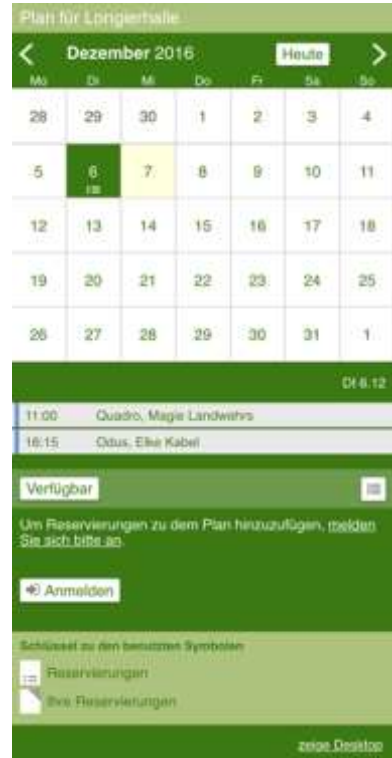 Plan für Longierhalle
Dezember 2016 Heute
Mo Di Mi Do Fr Sa So
28 29 30 1 2 3 4
5 6 7 8 9 10 11
12 13 14 15 16 17 18
19 20 21 22 23 24 25
26 27 28 29 30 31 1
DI 6.12
11:00 Quadro, Magie Landwehrs
16:15 Odus, Elke Kabel
Verfügbar
Um Reservierungen zu dem Plan hinzuzufügen, melden
Sie sich bitte an.
Anmelden
Schlüssel zu den benutzten Symbolen
Reservierungen
Ihre Reservierungen
zeige Desktop